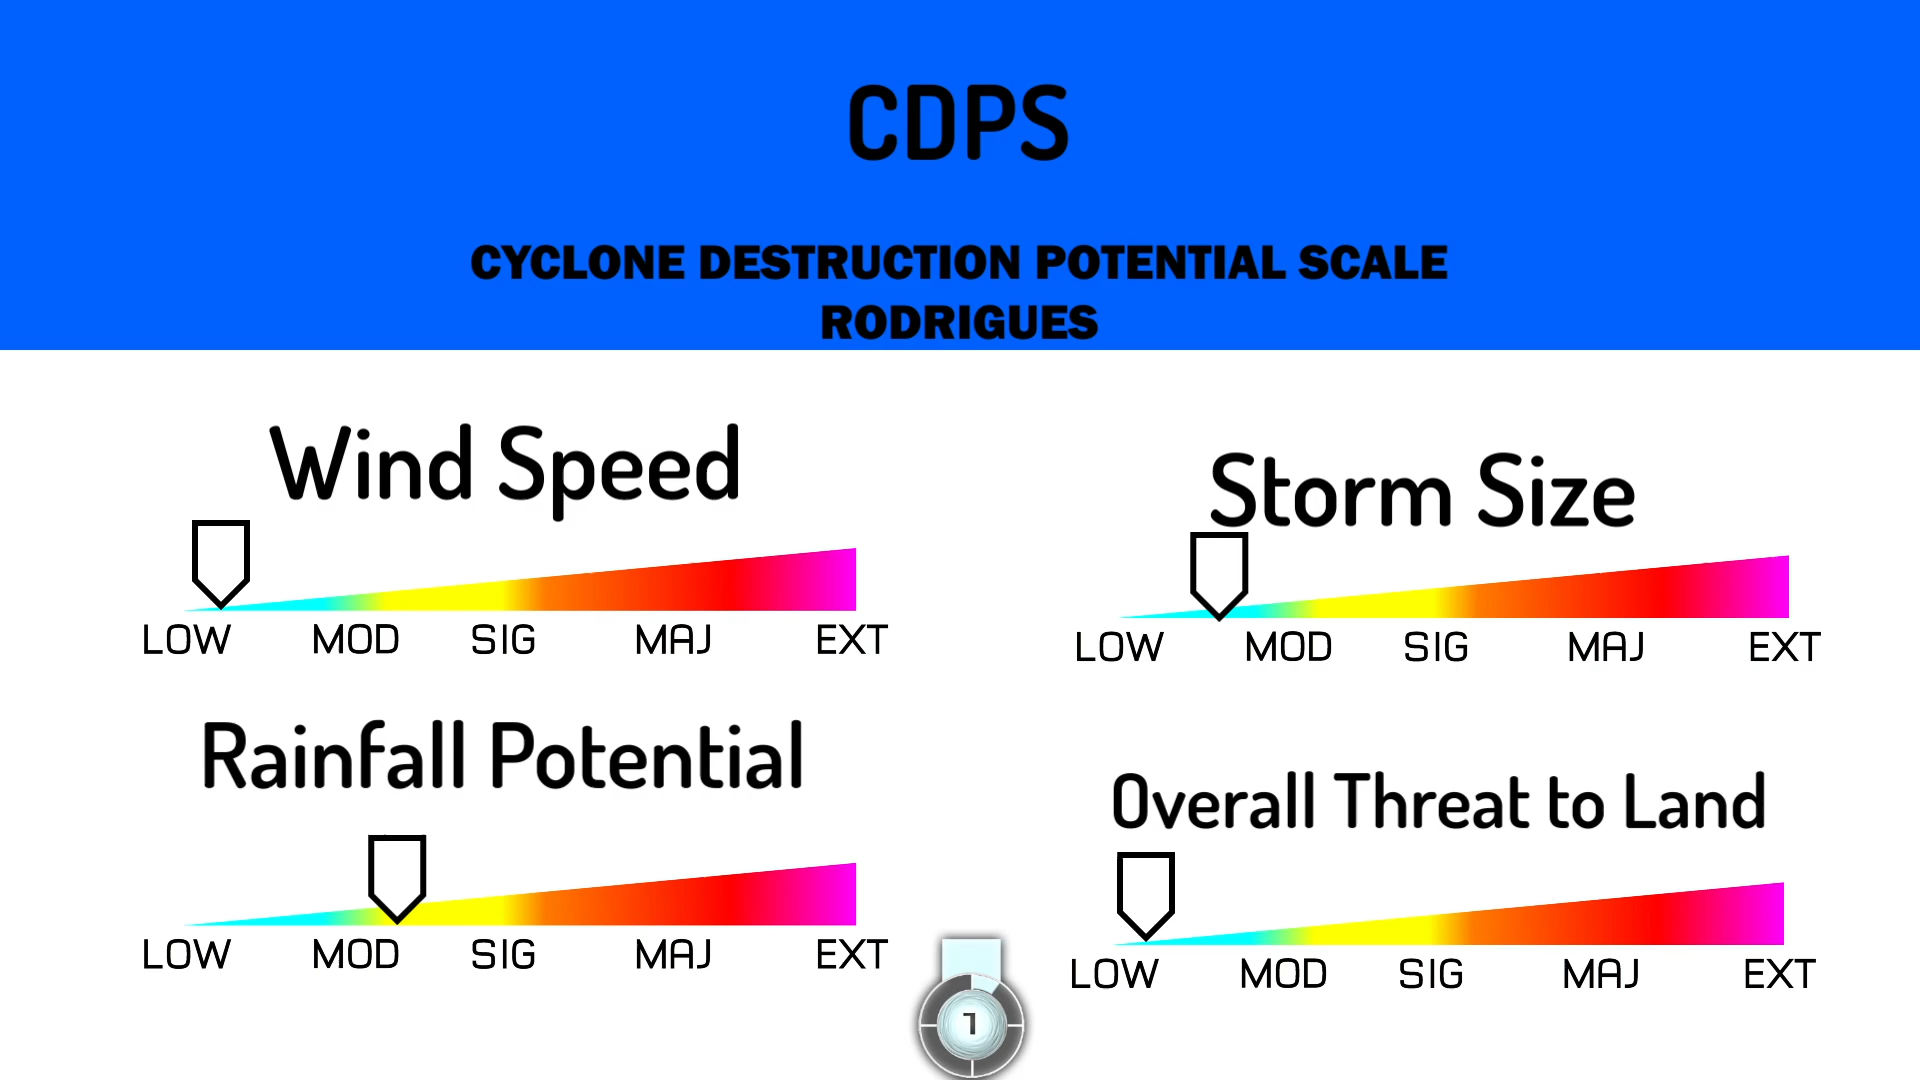 CDPS
CYCLONE DESTRUCTION POTENTIAL SCALE
RODRIGUES
Wind Speed
LOW MOD SIG MAJ EXT
Storm Size
LOW MOD SIG MAJ EXT
Rainfall Potential
LOW MOD SIG MAJ EXT
Overall Threat to Land
LOW MOD SIG MAJ EXT
1